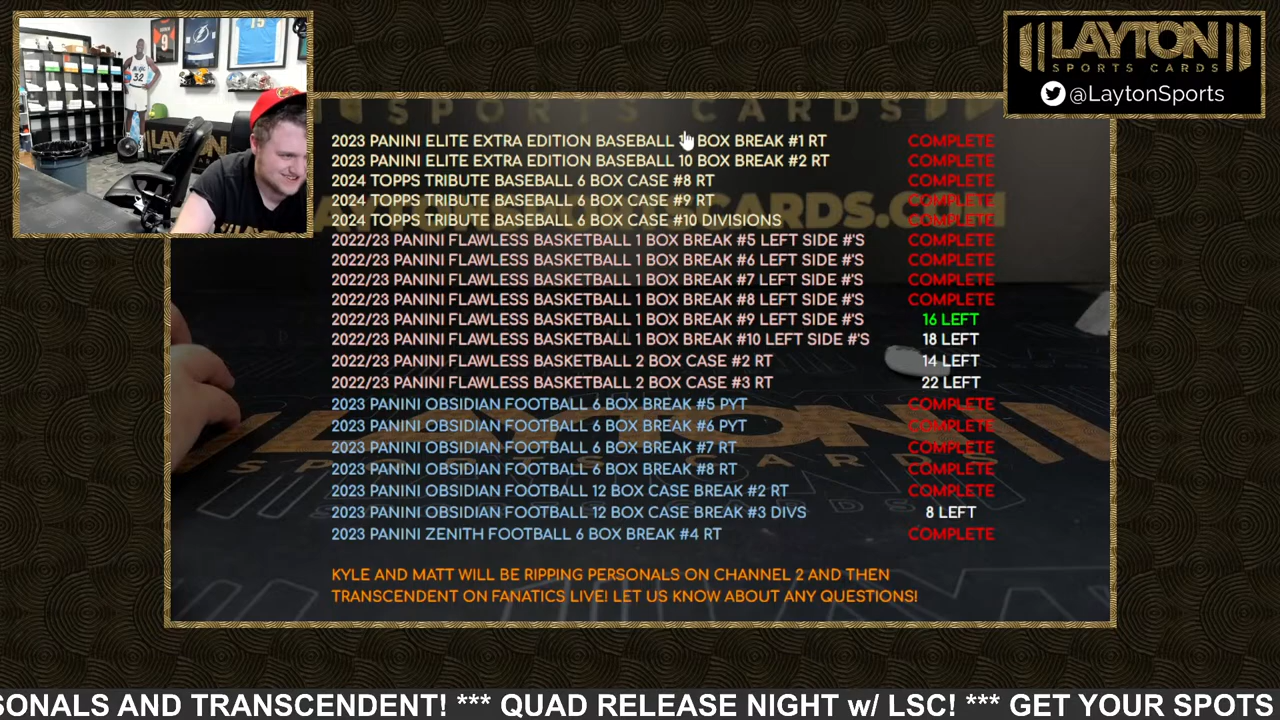 LAYTON
SPORTS CARDS
@LaytonSports
SPORTS CARDS
2023 PANINI ELITE EXTRA EDITION BASEBALL BOX BREAK #1 RT COMPLETE
2023 PANINI ELITE EXTRA EDITION BASEBALL 10 BOX BREAK #2 RT COMPLETE
2024 TOPPS TRIBUTE BASEBALL 6 BOX CASE #8 RT COMPLETE
2024 TOPPS TRIBUTE BASEBALL 6 BOX CASE #9 RT COMPLETE
2024 TOPPS TRIBUTE BASEBALL 6 BOX CASE #10 DIVISIONS COMPLETE
2022/23 PANINI FLAWLESS BASKETBALL 1 BOX BREAK #5 LEFT SIDE #'S COMPLETE
2022/23 PANINI FLAWLESS BASKETBALL 1 BOX BREAK #6 LEFT SIDE #'S COMPLETE
2022/23 PANINI FLAWLESS BASKETBALL 1 BOX BREAK #7 LEFT SIDE #'S COMPLETE
2022/23 PANINI FLAWLESS BASKETBALL 1 BOX BREAK #8 LEFT SIDE #'S COMPLETE
2022/23 PANINI FLAWLESS BASKETBALL 1 BOX BREAK #9 LEFT SIDE #'S 16 LEFT
2022/23 PANINI FLAWLESS BASKETBALL 1 BOX BREAK #10 LEFT SIDE #'S 18 LEFT
2022/23 PANINI FLAWLESS BASKETBALL 2 BOX CASE #2 RT 14 LEFT
2022/23 PANINI FLAWLESS BASKETBALL 2 BOX CASE #3 RT 22 LEFT
2023 PANINI OBSIDIAN FOOTBALL 6 BOX BREAK #5 PYT COMPLETE
2023 PANINI OBSIDIAN FOOTBALL 6 BOX BREAK #6 PYT COMPLETE
2023 PANINI OBSIDIAN FOOTBALL 6 BOX BREAK #7 RT COMPLETE
2023 PANINI OBSIDIAN FOOTBALL 6 BOX BREAK #8 RT COMPLETE
2023 PANINI OBSIDIAN FOOTBALL 12 BOX CASE BREAK #2 RT COMPLETE
2023 PANINI OBSIDIAN FOOTBALL 12 BOX CASE BREAK #3 DIVS 8 LEFT
2023 PANINI ZENITH FOOTBALL 6 BOX BREAK #4 RT COMPLETE
KYLE AND MATT WILL BE RIPPING PERSONALS ON CHANNEL 2 AND THEN
TRANSCENDENT ON FANATICS LIVE! LET US KNOW ABOUT ANY QUESTIONS!
SONALS AND TRANSCENDENT! *** QUAD RELEASE NIGHT w/ LSC! *** GET YOUR SPOTS